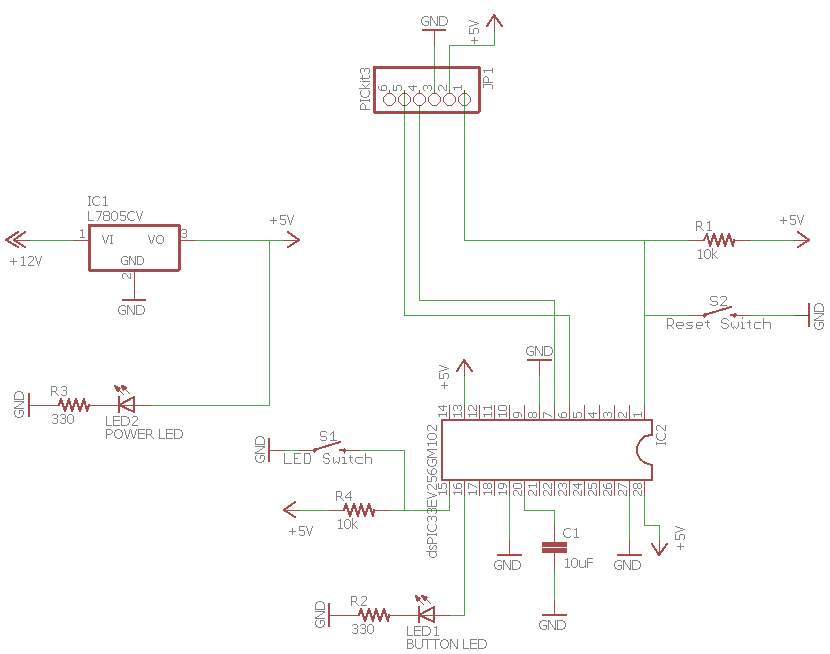 GND
+5V
PICkit3
6 5 4 3 2 1
JP1
IC1
L7805CV
1 VI VO 3
GND
2
+12V
+5V
GND
R1
10k
+5V
S2
Reset Switch
GND
GND
+5V
GND
R3
330
LED2
POWER LED
14 13 12 11 10 9 8 7 6 5 4 3 2 1
IC2
dsPIC33EV256GM102
15 16 17 18 19 20 21 22 23 24 25 26 27 28
GND
S1
LED Switch
R4
10k
+5V
GND
C1
10uF
GND
GND
+5V
GND
R2
330
LED1
BUTTON LED